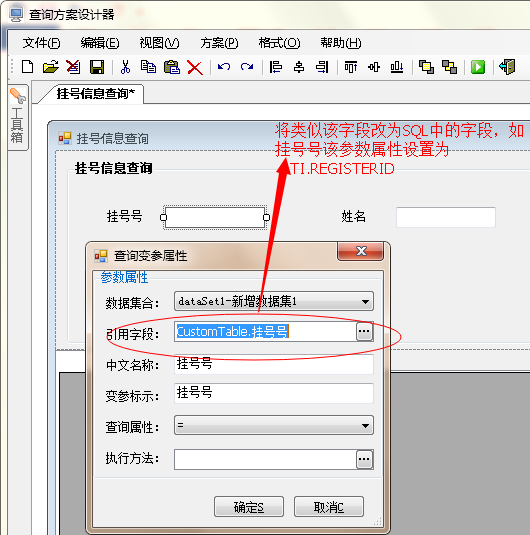 查询方案设计器
文件(F) 编辑(E) 视图(V) 方案(P) 格式(O) 帮助(H)
挂号信息查询*
工具箱
挂号信息查询
将类似该字段改为SQL中的字段，如
挂号号该参数属性设置为
TI.REGISTERID
挂号信息查询
挂号号 姓名
查询变参属性
参数属性
数据集合： dataSet1-新增数据集1
引用字段： CustomTable.挂号号 ...
中文名称： 挂号号
变参标示： 挂号号
查询属性： =
执行方法： ...
确定S 取消C